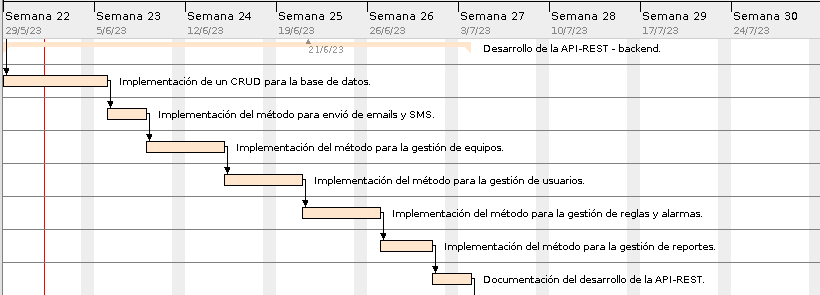 Semana 22 Semana 23 Semana 24 Semana 25 Semana 26 Semana 27 Semana 28 Semana 29 Semana 30
29/5/23 5/6/23 12/6/23 19/6/23 26/6/23 3/7/23 10/7/23 17/7/23 24/7/23
21/6/23 Desarrollo de la API-REST - backend.
Implementación de un CRUD para la base de datos.
Implementación del método para envió de emails y SMS.
Implementación del método para la gestión de equipos.
Implementación del método para la gestión de usuarios.
Implementación del método para la gestión de reglas y alarmas.
Implementación del método para la gestión de reportes.
Documentación del desarrollo de la API-REST.